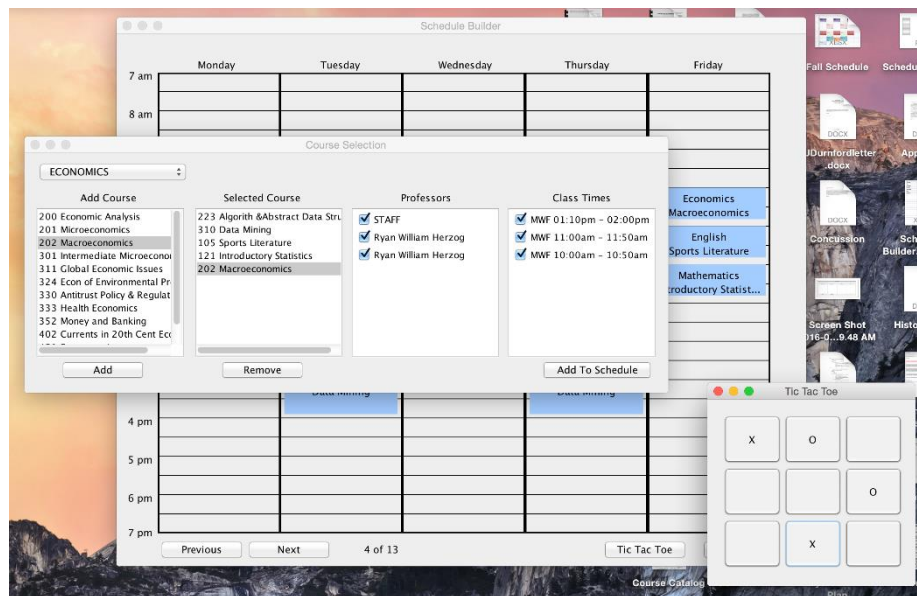 Schedule Builder
Monday Tuesday Wednesday Thursday Friday
7 am
8 am
Course Selection
ECONOMICS
Add Course Selected Course Professors Class Times
200 Economic Analysis
201 Microeconomics
202 Macroeconomics
301 Intermediate Microeconor
311 Global Economic Issues
324 Econ of Environmental Pr
330 Antitrust Policy & Regulat
333 Health Economics
352 Money and Banking
402 Currents in 20th Cent Eco
223 Algorith &Abstract Data Stru
310 Data Mining
105 Sports Literature
121 Introductory Statistics
202 Macroeconomics
STAFF
Ryan William Herzog
Ryan William Herzog
MWF 01:10pm - 02:00pm
MWF 11:00am - 11:50am
MWF 10:00am - 10:50am
Add Remove Add To Schedule
Economics
Macroeconomics
English
Sports Literature
Mathematics
troductory Statist...
Data Mining Data Mining
4 pm
5 pm
6 pm
7 pm
Previous Next 4 of 13 Tic Tac Toe
Fall Schedule Schedu
DOCX
JDurnfordletter
.docx
App
DOCX
Concussion
Sch
Builder
Screen Shot
016-0...9.48 AM
Histo
Course Catalog
Plan
Tic Tac Toe
X O
O
X